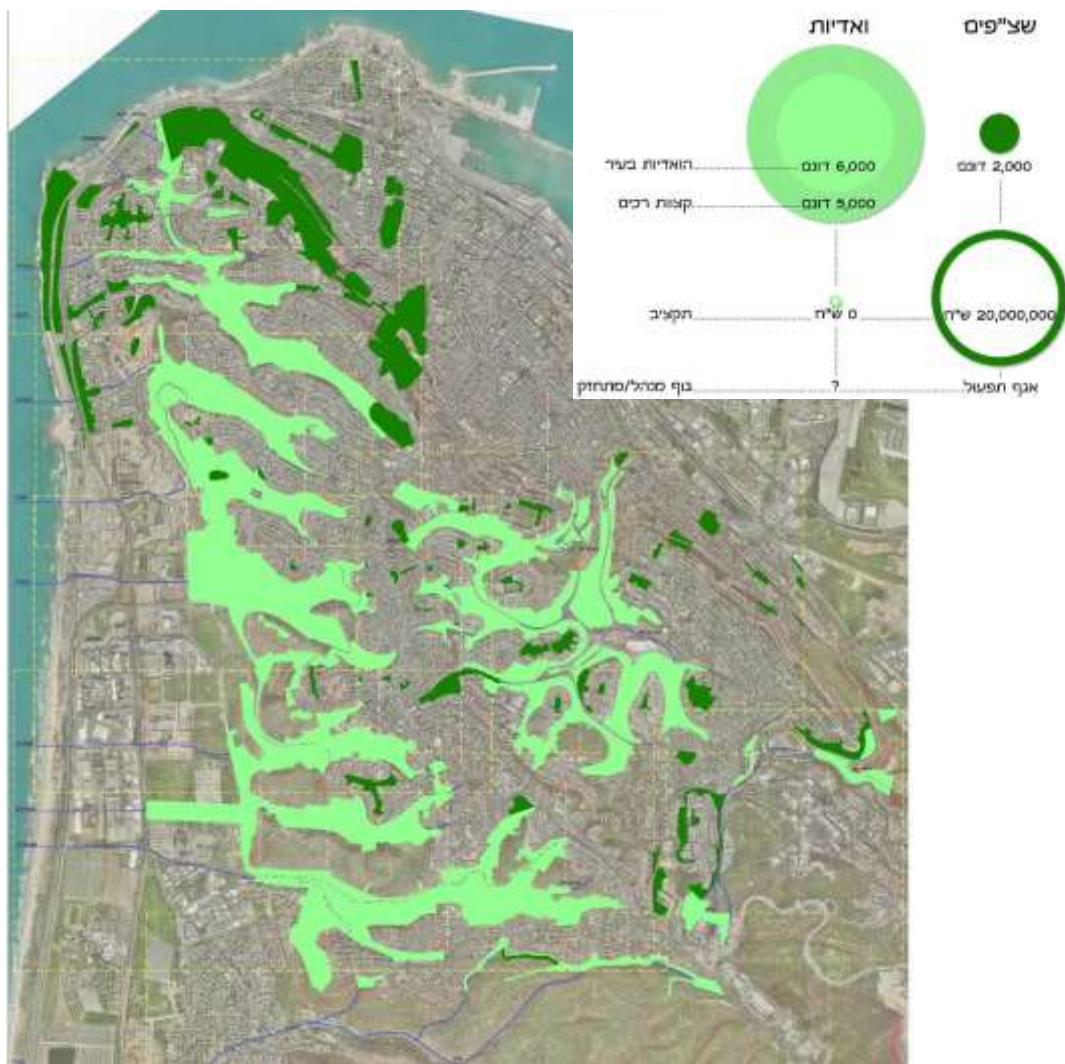 שצ"פים ואדיות
הואדיות בעיר 6,000 דונם 2,000 דונם
קצוות רכים 5,000 דונם
תקציב 0 ש"ח 20,000,000 ש"ח
גוף מנהל/מתחזק ? אגף תפעול